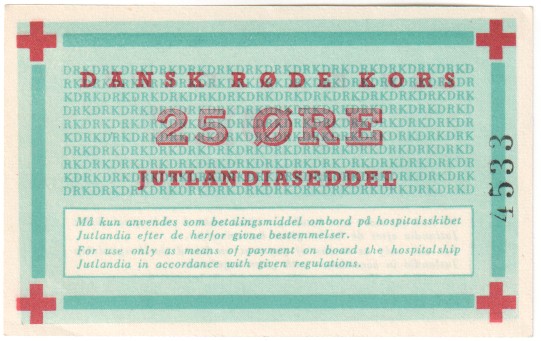 DANSK RØDE KORS
25 ØRE
JUTLANDIASEDDEL
4533
Må kun anvendes som betalingsmiddel ombord på hospitalsskibet
Jutlandia efter de herfor givne bestemmelser.
For use only as means of payment on board the hospitalship
Jutlandia in accordance with given regulations.